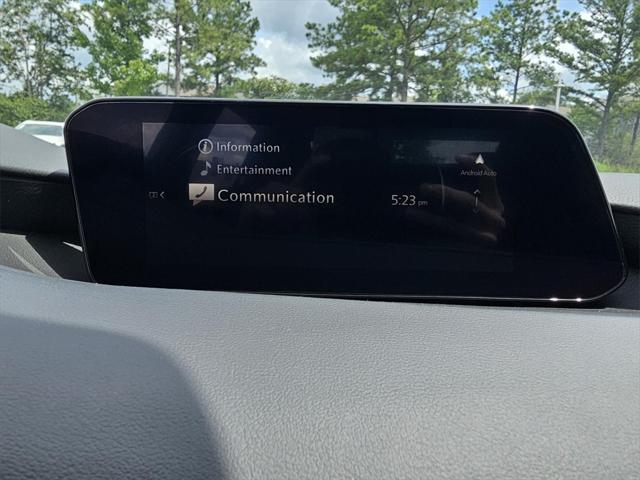 Information
Entertainment
Communication
5:23 pm
Android Auto